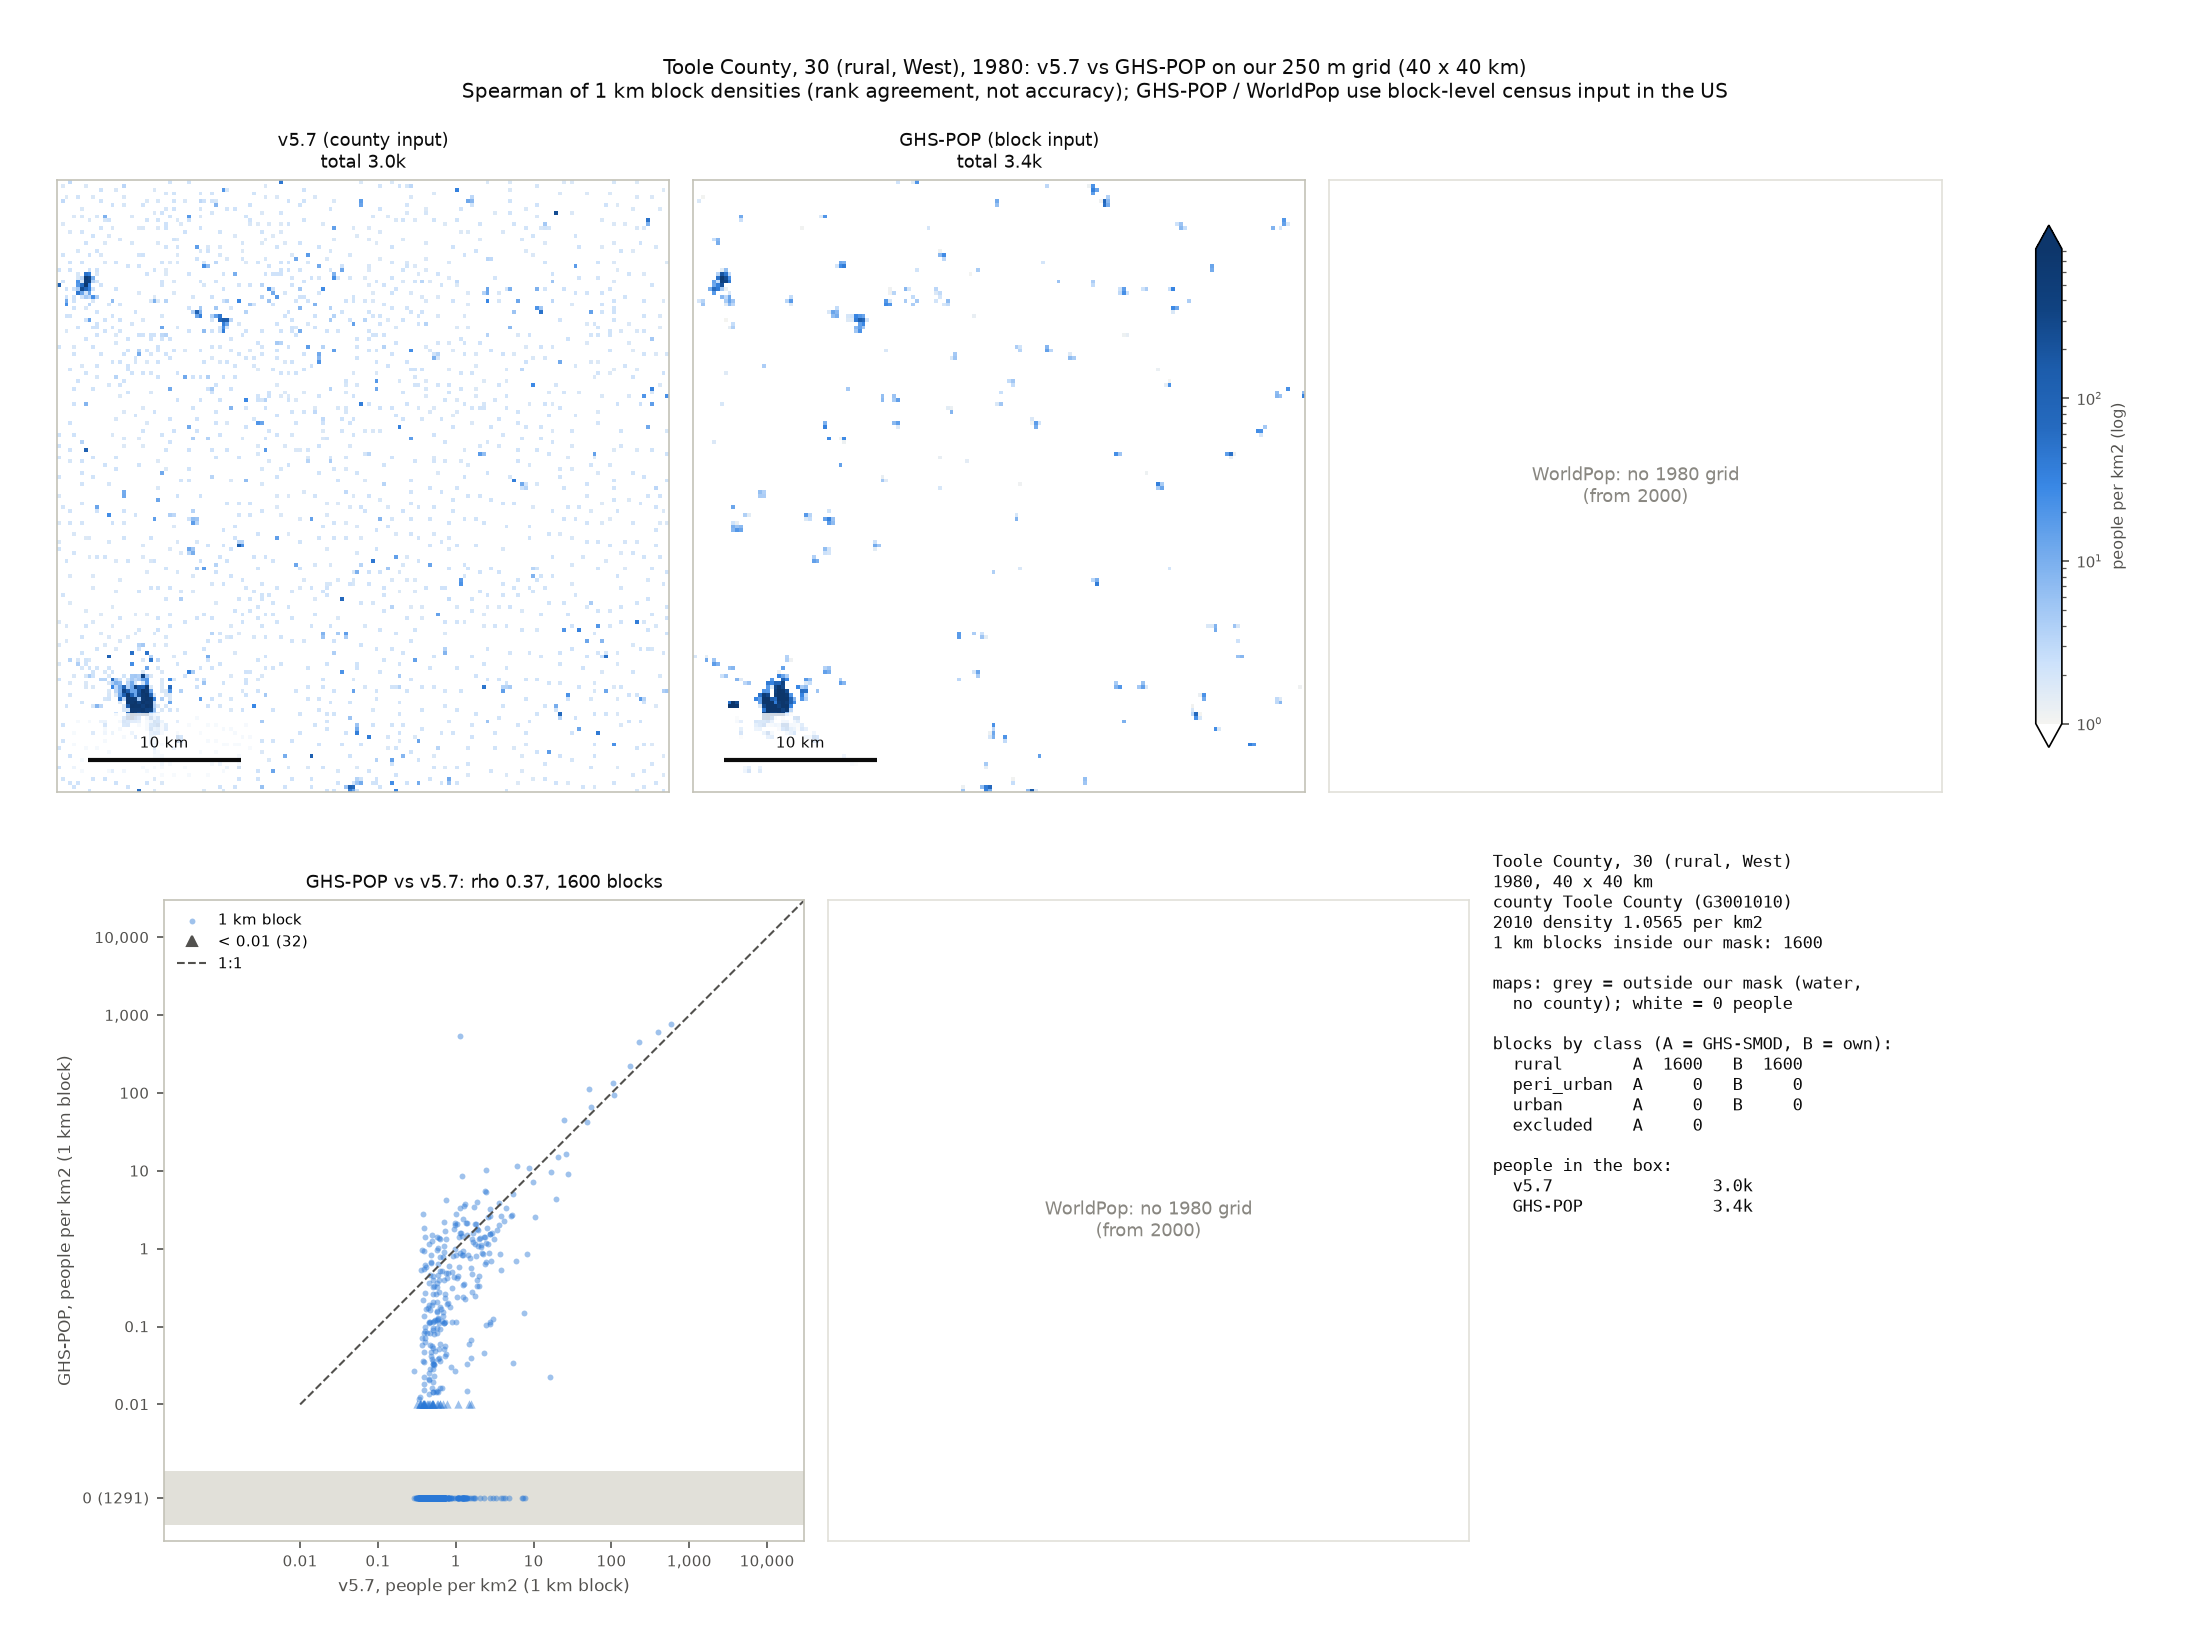 Toole County, 30 (rural, West), 1980: v5.7 vs GHS-POP on our 250 m grid (40 x 40 km)
Spearman of 1 km block densities (rank agreement, not accuracy); GHS-POP / WorldPop use block-level census input in the US
v5.7 (county input)
total 3.0k
GHS-POP (block input)
total 3.4k
10 km
10 km
WorldPop: no 1980 grid
(from 2000)
10²
10¹
10⁰
people per km2 (log)
GHS-POP vs v5.7: rho 0.37, 1600 blocks
1 km block
< 0.01 (32)
1:1
10,000
1,000
100
10
1
0.1
0.01
0 (1291)
GHS-POP, people per km2 (1 km block)
0.01
0.1
1
10
100
1,000
10,000
v5.7, people per km2 (1 km block)
WorldPop: no 1980 grid
(from 2000)
Toole County, 30 (rural, West)
1980, 40 x 40 km
county Toole County (G3001010)
2010 density 1.0565 per km2
1 km blocks inside our mask: 1600
maps: grey = outside our mask (water,
no county); white = 0 people
blocks by class (A = GHS-SMOD, B = own):
rural A 1600 B 1600
peri_urban A 0 B 0
urban A 0 B 0
excluded A 0
people in the box:
v5.7 3.0k
GHS-POP 3.4k